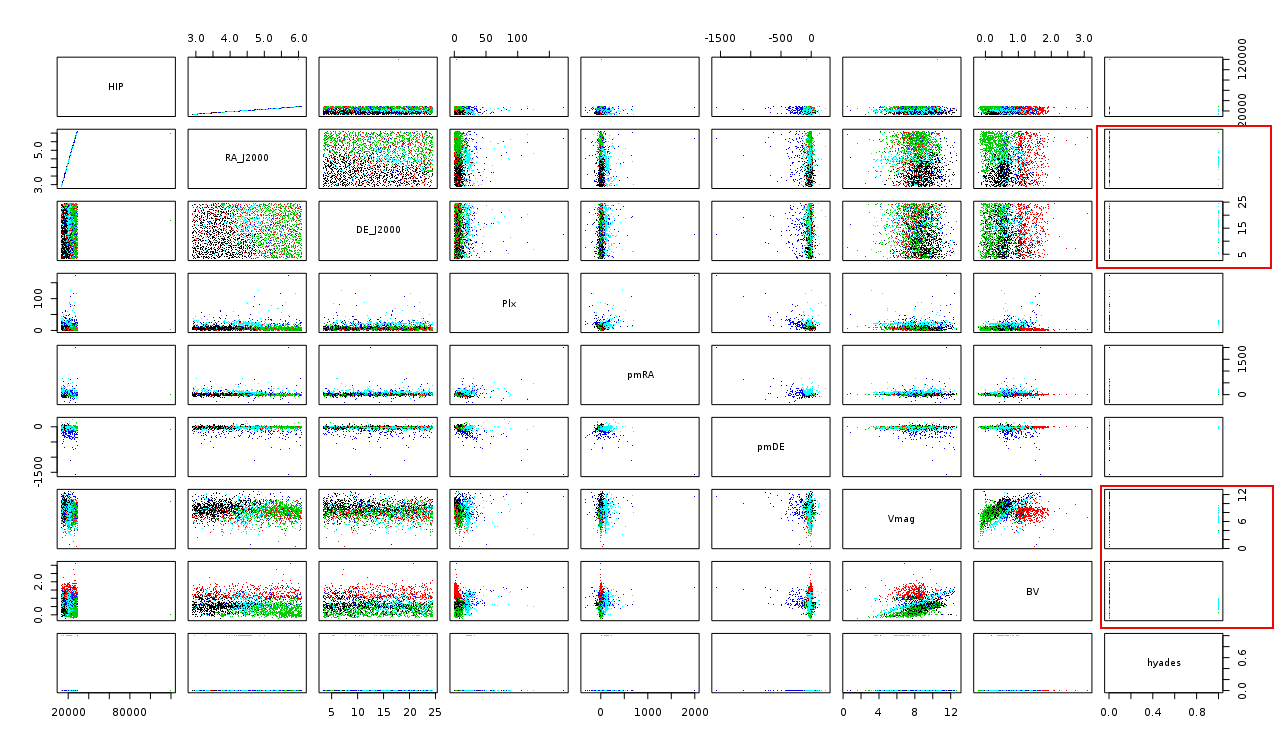 3.0 4.0 5.0 6.0 0 50 100 -1500 -500 0 0.0 1.0 2.0 3.0
HIP
20000 120000
3.0 5.0
RA_J2000
DE_J2000
5 15 25
0 100
Plx
pmRA
0 1500
-1500 0
pmDE
Vmag
0 6 12
0.0 2.0
BV
hyades
0.0 0.6
20000 80000 5 10 15 20 25 0 1000 2000 0 4 8 12 0.0 0.4 0.8